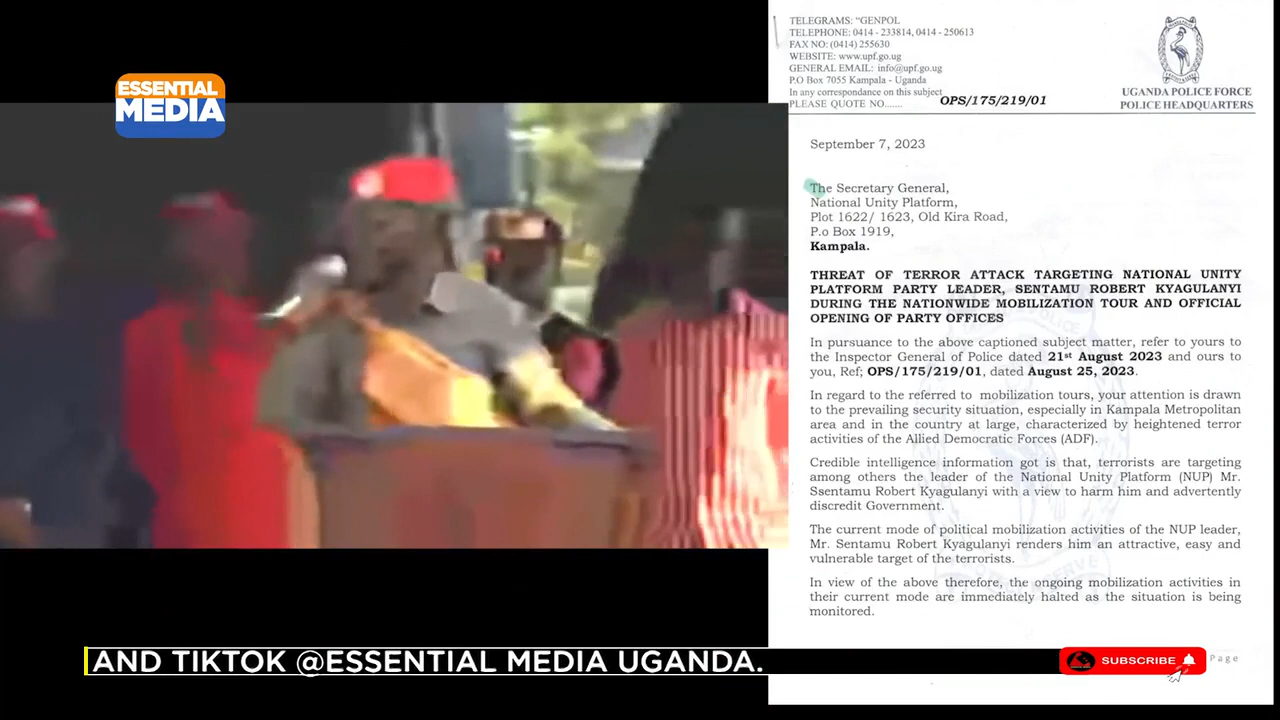 ESSENTIAL
MEDIA
TELEGRAMS: "GENPOL
TELEPHONE: 0414 - 233814, 0414 - 250613
FAX NO: (0414) 255630
WEBSITE: www.upf.go.ug
GENERAL EMAIL: info@upf.go.ug
P.O Box 7055 Kampala - Uganda
In any correspondence on this subject
PLEASE QUOTE NO....... OPS/175/219/01
UGANDA POLICE FORCE
POLICE HEADQUARTERS
September 7, 2023
The Secretary General,
National Unity Platform,
Plot 1622/ 1623, Old Kira Road,
P.o Box 1919,
Kampala.
THREAT OF TERROR ATTACK TARGETING NATIONAL UNITY
PLATFORM PARTY LEADER, SENTAMU ROBERT KYAGULANYI
DURING THE NATIONWIDE MOBILIZATION TOUR AND OFFICIAL
OPENING OF PARTY OFFICES
In pursuance to the above captioned subject matter, refer to yours to
the Inspector General of Police dated 21st August 2023 and ours to
you, Ref; OPS/175/219/01, dated August 25, 2023.
In regard to the referred to mobilization tours, your attention is drawn
to the prevailing security situation, especially in Kampala Metropolitan
area and in the country at large, characterized by heightened terror
activities of the Allied Democratic Forces (ADF).
Credible intelligence information got is that, terrorists are targeting
among others the leader of the National Unity Platform (NUP) Mr.
Ssentamu Robert Kyagulanyi with a view to harm him and advertently
discredit Government.
The current mode of political mobilization activities of the NUP leader,
Mr. Sentamu Robert Kyagulanyi renders him an attractive, easy and
vulnerable target of the terrorists.
In view of the above therefore, the ongoing mobilization activities in
their current mode are immediately halted as the situation is being
monitored.
Page
AND TIKTOK @ESSENTIAL MEDIA UGANDA.
SUBSCRIBE